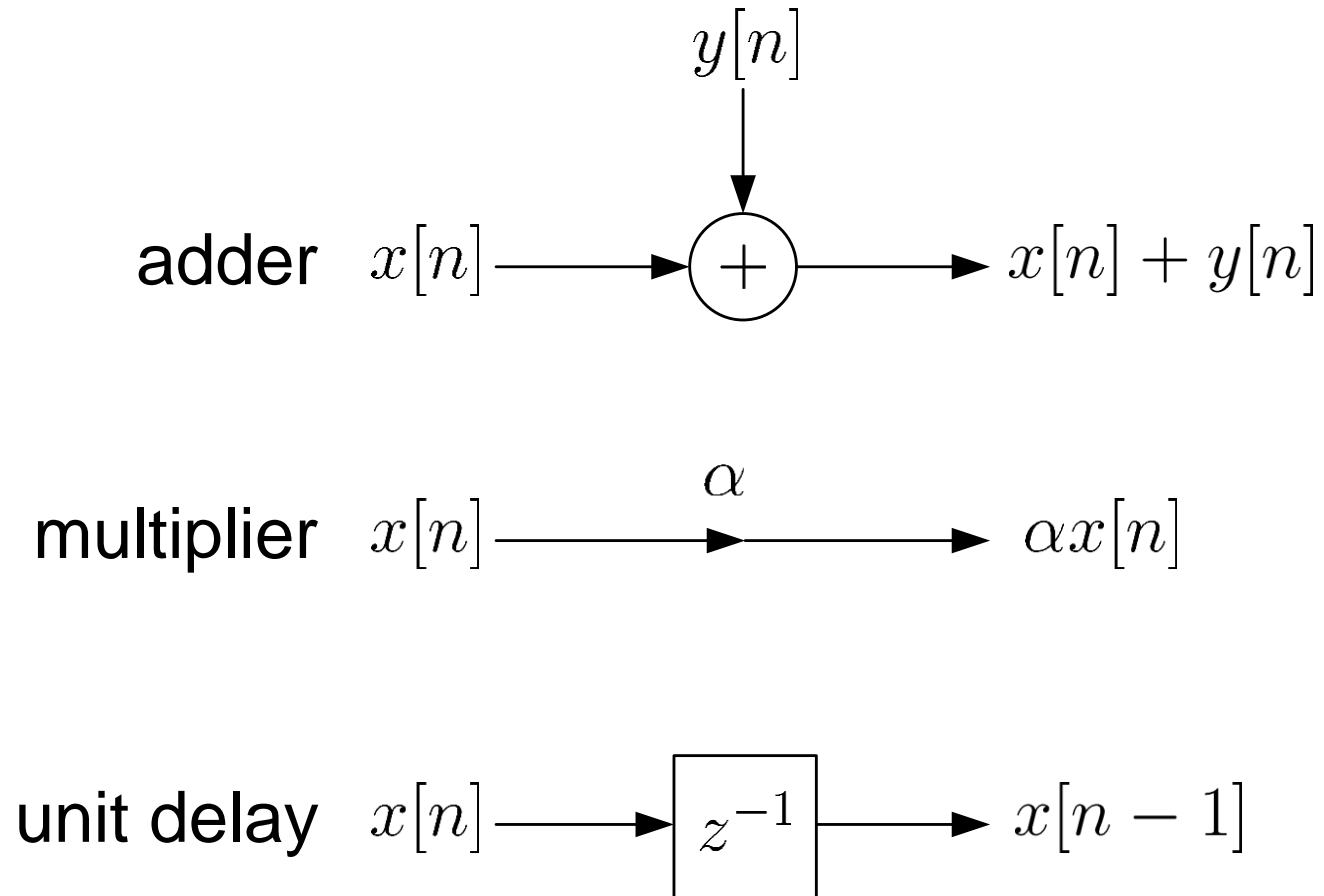 y[n]
adder x[n] + x[n] + y[n]
α
multiplier x[n] αx[n]
unit delay x[n] z⁻¹ x[n − 1]